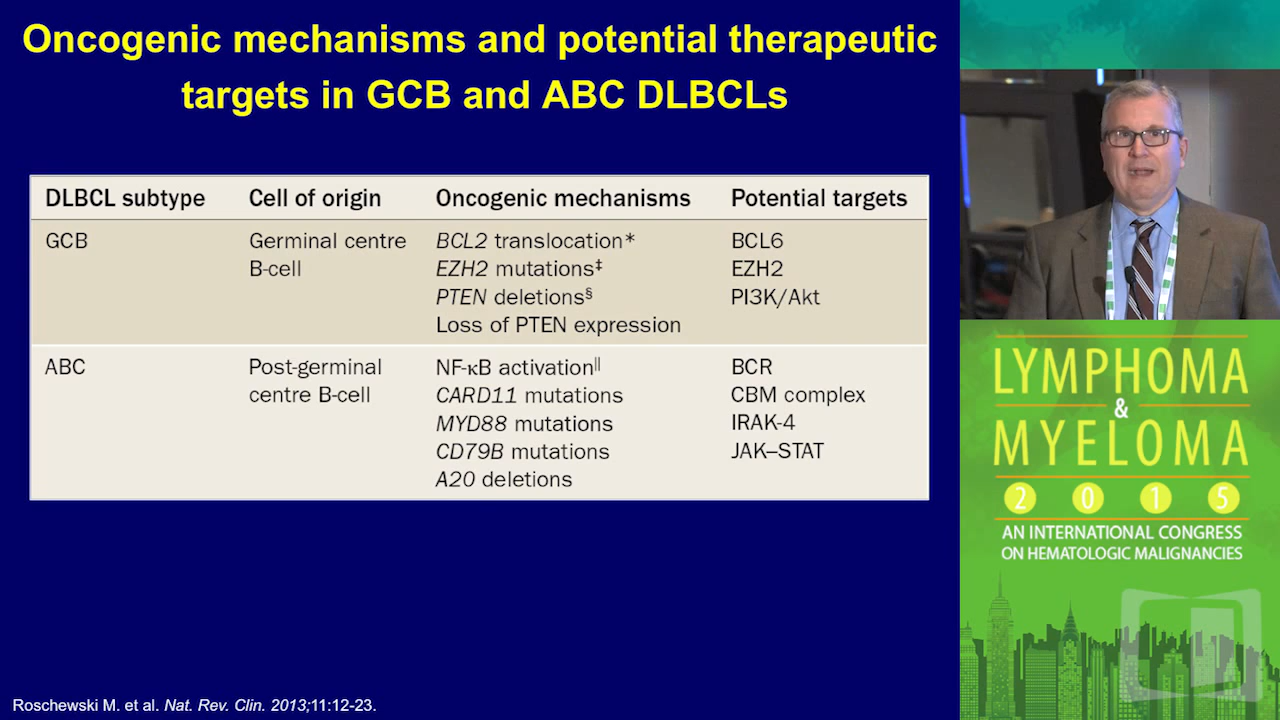 Oncogenic mechanisms and potential therapeutic
targets in GCB and ABC DLBCLs
DLBCL subtype Cell of origin Oncogenic mechanisms Potential targets
GCB Germinal centre BCL2 translocation* BCL6
B-cell EZH2 mutations‡ EZH2
PTEN deletions§ PI3K/Akt
Loss of PTEN expression
ABC Post-germinal NF-κB activation|| BCR
centre B-cell CARD11 mutations CBM complex
MYD88 mutations IRAK-4
CD79B mutations JAK–STAT
A20 deletions
Roschewski M. et al. Nat. Rev. Clin. 2013;11:12-23.
LYMPHOMA
&
MYELOMA
2 0 1 5
AN INTERNATIONAL CONGRESS
ON HEMATOLOGIC MALIGNANCIES